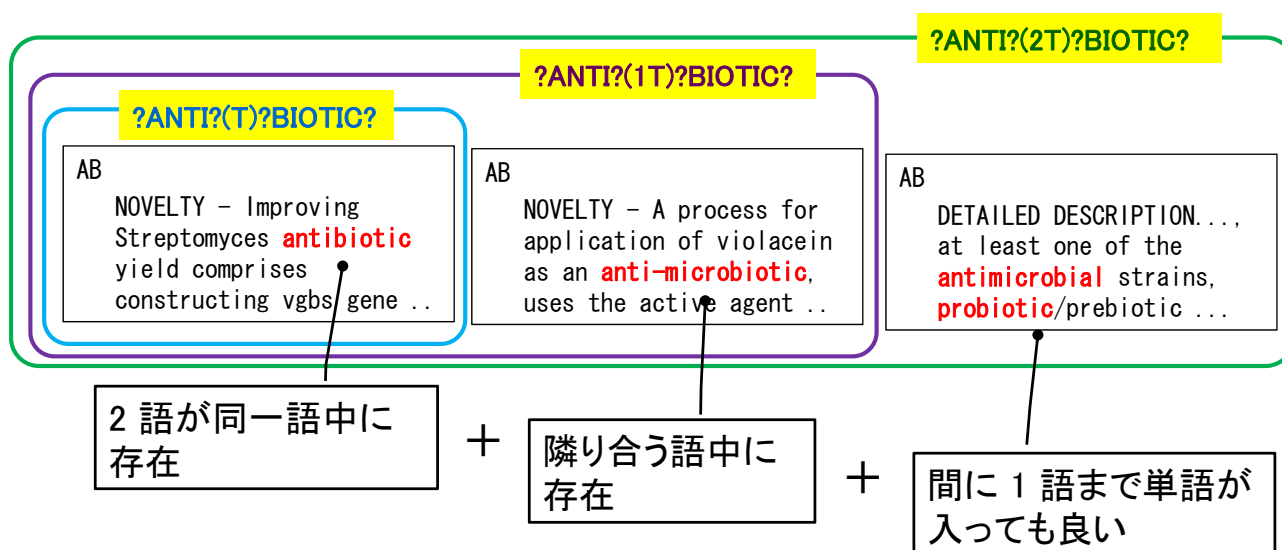 ?ANTI?(2T)?BIOTIC?
?ANTI?(1T)?BIOTIC?
?ANTI?(T)?BIOTIC?
AB
NOVELTY - Improving
Streptomyces antibiotic
yield comprises
constructing vgbs gene ..
AB
NOVELTY - A process for
application of violacein
as an anti-microbiotic,
uses the active agent ..
AB
DETAILED DESCRIPTION...,
at least one of the
antimicrobial strains,
probiotic/prebiotic ...
2 語が同一語中に
存在
＋
隣り合う語中に
存在
＋
間に 1 語まで単語が
入っても良い